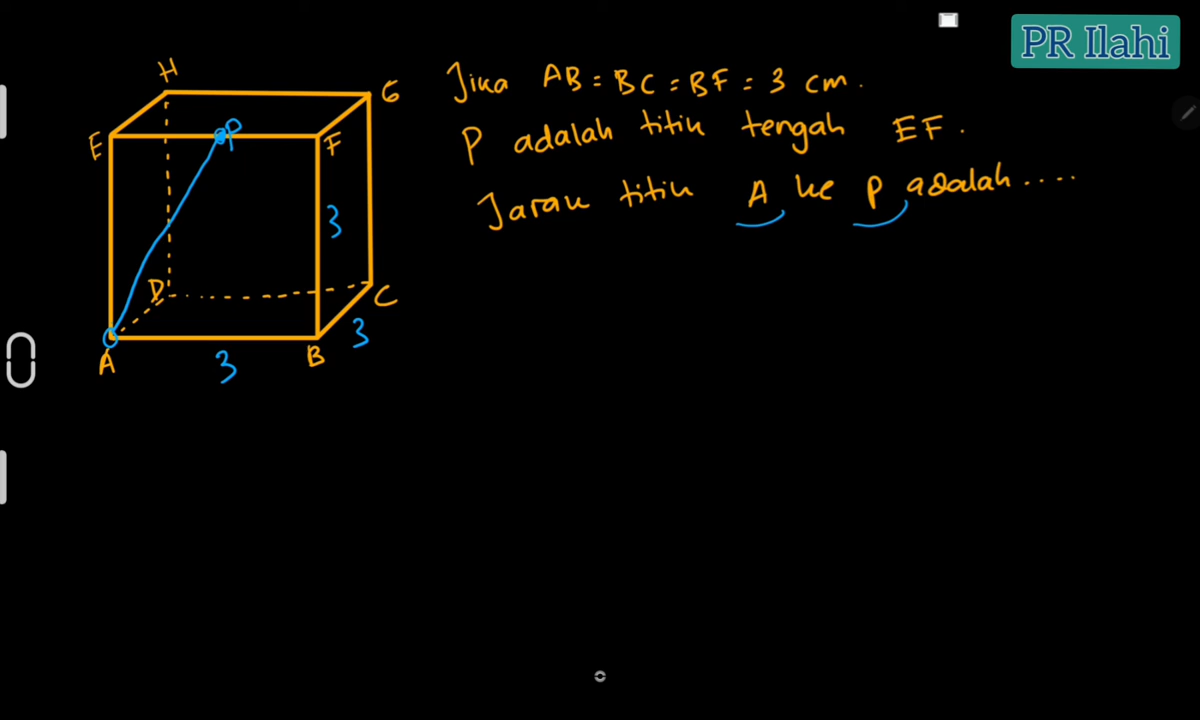 PR Ilahi
H
G
E
P
F
3
D
C
3
A
3
B
Jika AB = BC = BF = 3 cm.
P adalah titik tengah EF.
Jarak titik A ke P adalah....